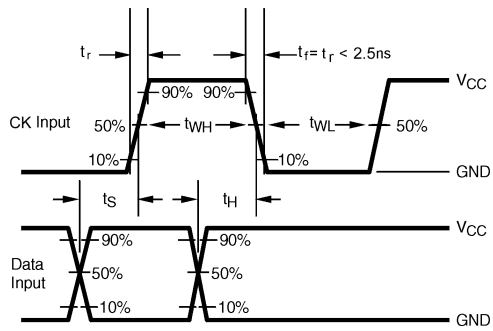 tr
tf = tr < 2.5ns
VCC
90% 90%
CK Input 50% tWH tWL 50%
10% 10%
GND
tS tH
VCC
90% 90%
Data
Input
50% 50%
10% 10%
GND